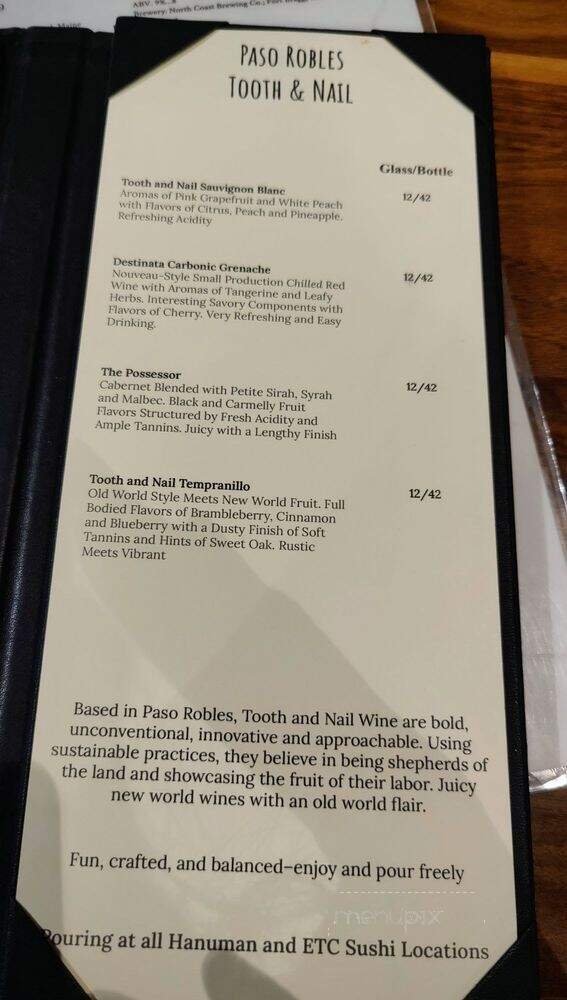 ABV: 9%
Brewery: North Coast Brewing Co.; Fort
PASO ROBLES
TOOTH & NAIL
Glass/Bottle
Tooth and Nail Sauvignon Blanc 12/42
Aromas of Pink Grapefruit and White Peach
with Flavors of Citrus, Peach and Pineapple.
Refreshing Acidity
Destinata Carbonic Grenache 12/42
Nouveau-Style Small Production Chilled Red
Wine with Aromas of Tangerine and Leafy
Herbs. Interesting Savory Components with
Flavors of Cherry. Very Refreshing and Easy
Drinking.
The Possessor 12/42
Cabernet Blended with Petite Sirah, Syrah
and Malbec. Black and Carmelly Fruit
Flavors Structured by Fresh Acidity and
Ample Tannins. Juicy with a Lengthy Finish
Tooth and Nail Tempranillo 12/42
Old World Style Meets New World Fruit. Full
Bodied Flavors of Brambleberry, Cinnamon
and Blueberry with a Dusty Finish of Soft
Tannins and Hints of Sweet Oak. Rustic
Meets Vibrant
Based in Paso Robles, Tooth and Nail Wine are bold,
unconventional, innovative and approachable. Using
sustainable practices, they believe in being shepherds of
the land and showcasing the fruit of their labor. Juicy
new world wines with an old world flair.
Fun, crafted, and balanced-enjoy and pour freely
menupix
Pouring at all Hanuman and ETC Sushi Locations